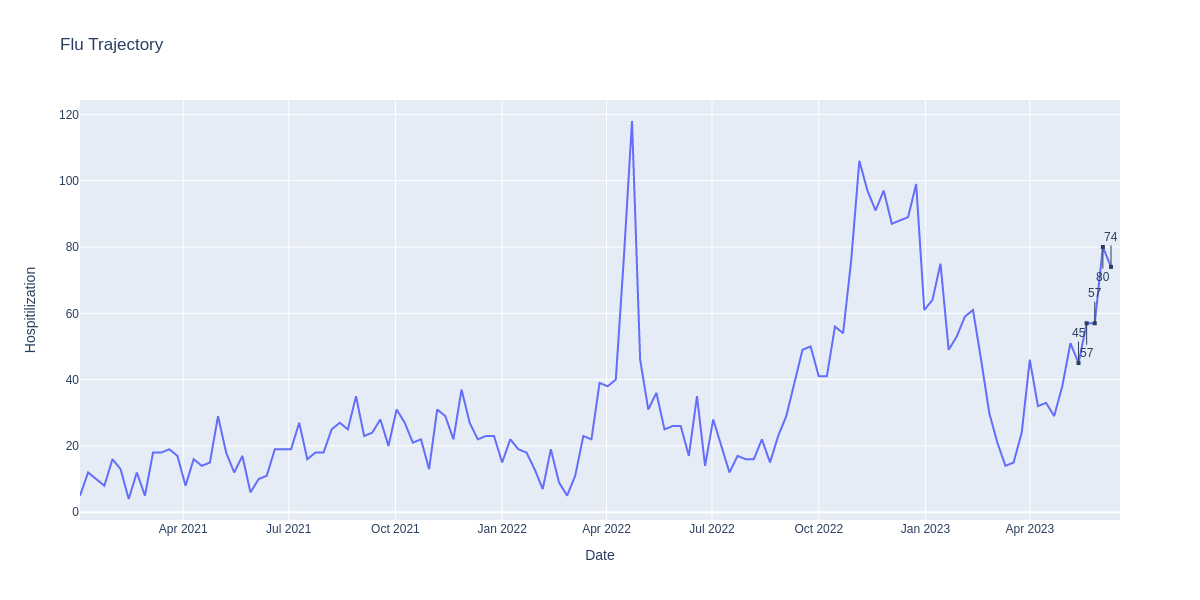 Flu Trajectory
120
100
80
60
40
20
0
Hospitilization
74
80
57
45
57
Apr 2021
Jul 2021
Oct 2021
Jan 2022
Apr 2022
Jul 2022
Oct 2022
Jan 2023
Apr 2023
Date